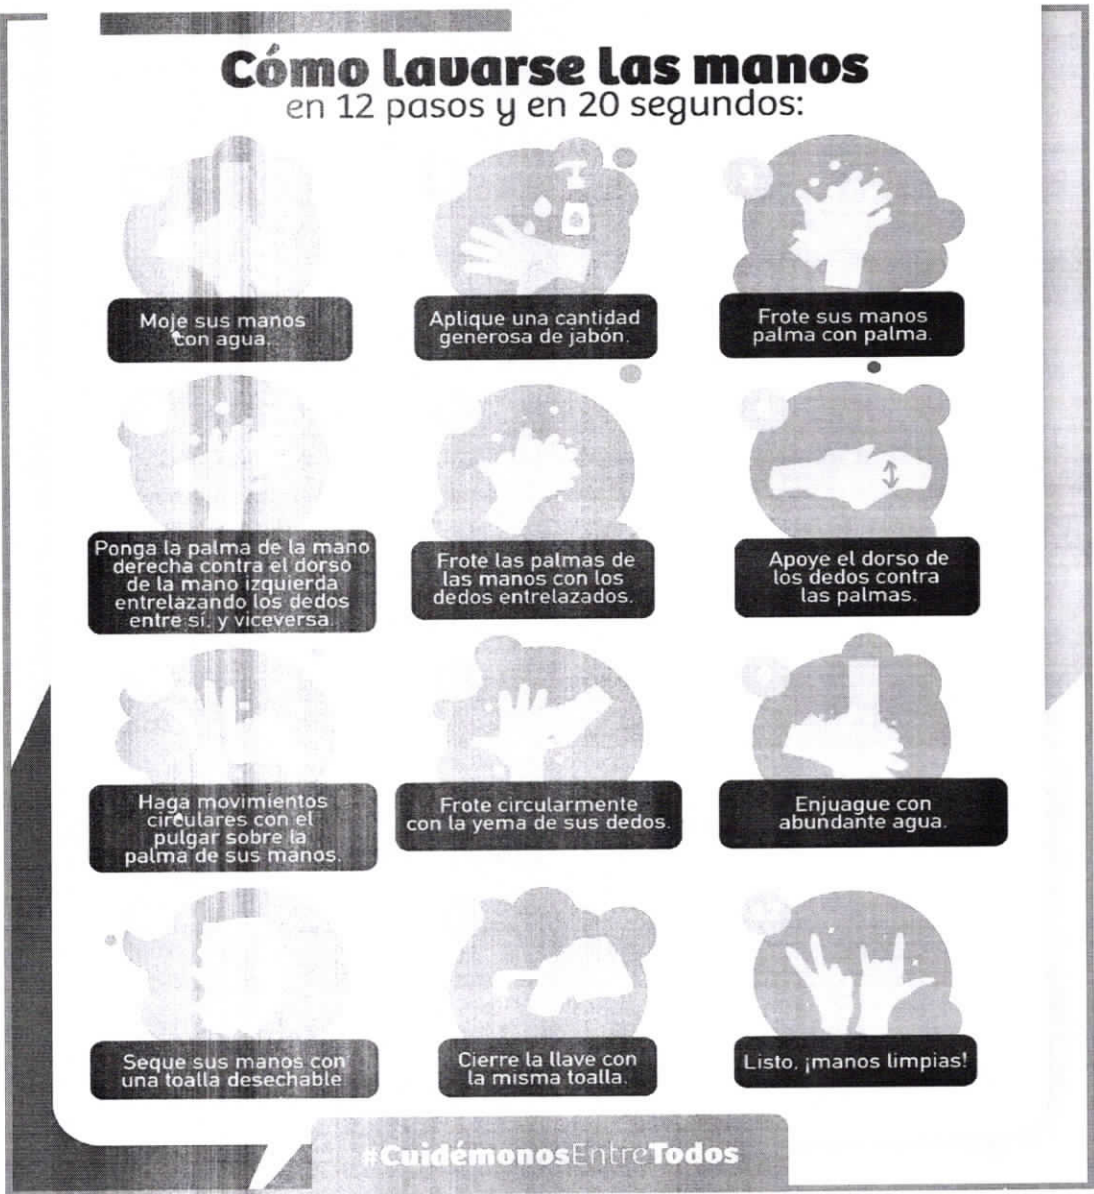 Cómo lavarse las manos
en 12 pasos y en 20 segundos:
Moje sus manos
con agua.
Aplique una cantidad
generosa de jabón.
Frote sus manos
palma con palma.
Ponga la palma de la mano
derecha contra el dorso
de la mano izquierda
entrelazando los dedos
entre sí, y viceversa.
Frote las palmas de
las manos con los
dedos entrelazados.
Apoye el dorso de
los dedos contra
las palmas.
Haga movimientos
circulares con el
pulgar sobre la
palma de sus manos.
Frote circularmente
con la yema de sus dedos.
Enjuague con
abundante agua.
Seque sus manos con
una toalla desechable
Cierre la llave con
la misma toalla.
Listo, ¡manos limpias!
#CuidémonosEntreTodos